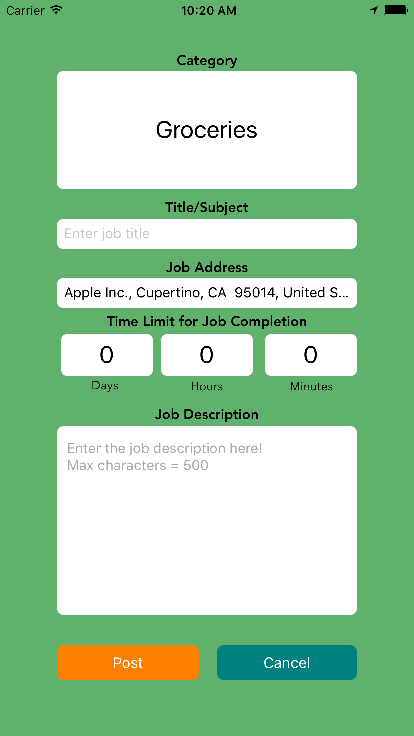 Carrier 10:20 AM
Category
Groceries
Title/Subject
Enter job title
Job Address
Apple Inc., Cupertino, CA  95014, United S...
Time Limit for Job Completion
0 0 0
Days Hours Minutes
Job Description
Enter the job description here!
Max characters = 500
Post Cancel